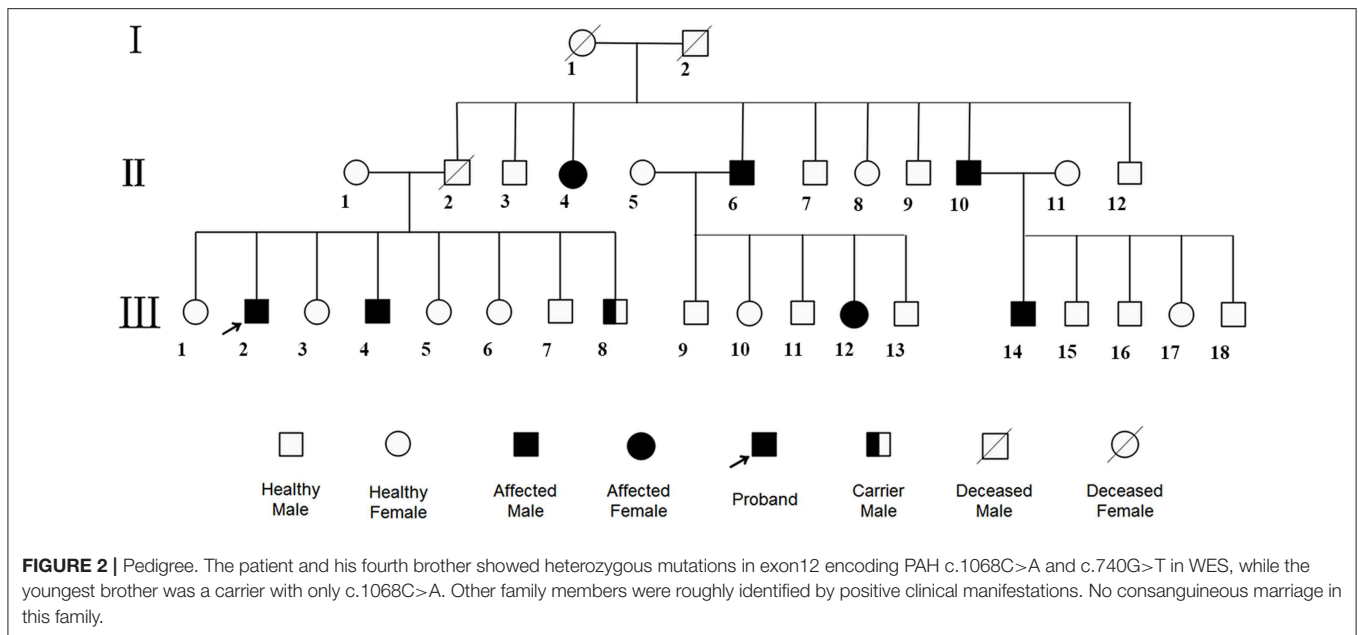 I
1 2
II
1 2 3 4 5 6 7 8 9 10 11 12
III
1 2 3 4 5 6 7 8 9 10 11 12 13 14 15 16 17 18
Healthy Male
Healthy Female
Affected Male
Affected Female
Proband
Carrier Male
Deceased Male
Deceased Female
FIGURE 2 | Pedigree. The patient and his fourth brother showed heterozygous mutations in exon12 encoding PAH c.1068C>A and c.740G>T in WES, while the
youngest brother was a carrier with only c.1068C>A. Other family members were roughly identified by positive clinical manifestations. No consanguineous marriage in
this family.